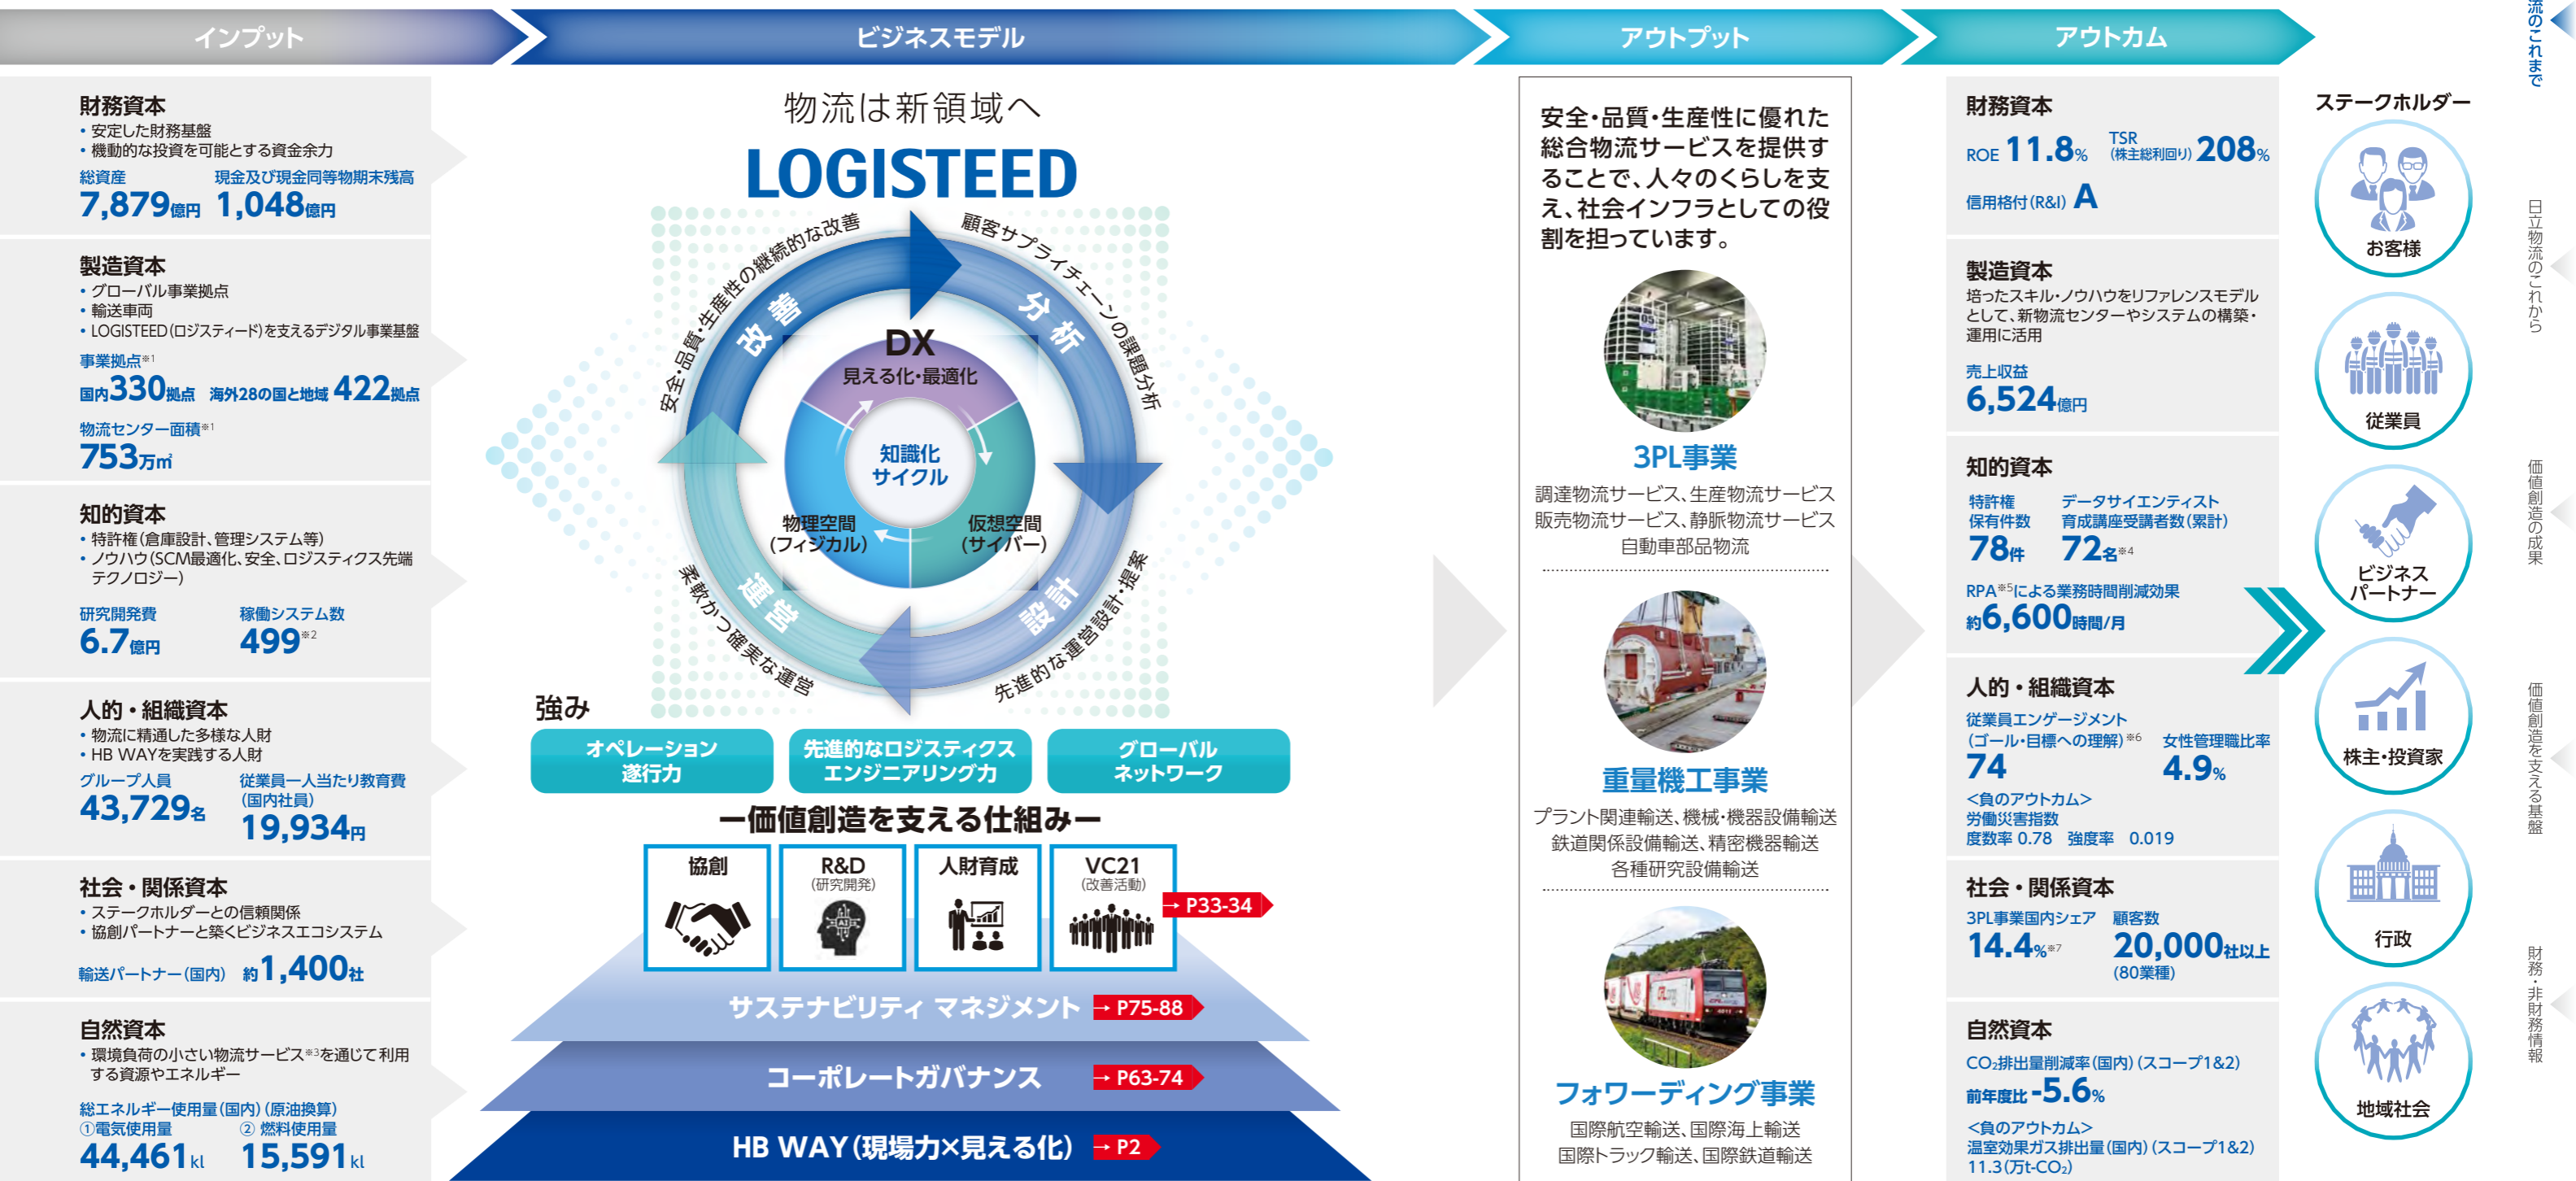 インプット
ビジネスモデル
アウトプット
アウトカム
財務資本
• 安定した財務基盤
• 機動的な投資を可能とする資金余力
総資産
現金及び現金同等物期末残高
7,879億円
1,048億円
製造資本
• グローバル事業拠点
• 輸送車両
• LOGISTEED(ロジスティード)を支えるデジタル事業基盤
事業拠点※1
国内330拠点 海外28の国と地域 422拠点
物流センター面積※1
753万㎡
知的資本
• 特許権(倉庫設計、管理システム等)
• ノウハウ(SCM最適化、安全、ロジスティクス先端
テクノロジー)
研究開発費
稼働システム数
6.7億円
499※2
人的・組織資本
• 物流に精通した多様な人財
• HB WAYを実践する人財
グループ人員
従業員一人当たり教育費
(国内社員)
43,729名
19,934円
社会・関係資本
• ステークホルダーとの信頼関係
• 協創パートナーと築くビジネスエコシステム
輸送パートナー(国内) 約1,400社
自然資本
• 環境負荷の小さい物流サービス※3を通じて利用
する資源やエネルギー
総エネルギー使用量(国内)(原油換算)
①電気使用量
② 燃料使用量
44,461kl
15,591kl
物流は新領域へ
LOGISTEED
安全・品質・生産性の継続的な改善
顧客サプライチェーンの課題分析
改善
分析
DX
見える化・最適化
知識化
サイクル
物理空間
(フィジカル)
仮想空間
(サイバー)
運営
設計
柔軟かつ確実な運営
先進的な運営設計・提案
強み
オペレーション
遂行力
先進的なロジスティクス
エンジニアリング力
グローバル
ネットワーク
ー価値創造を支える仕組みー
協創
R&D
(研究開発)
AI
人財育成
VC21
(改善活動)
→ P33-34
サステナビリティ マネジメント
→ P75-88
コーポレートガバナンス
→ P63-74
HB WAY(現場力×見える化)
→ P2
安全・品質・生産性に優れた
総合物流サービスを提供す
ることで、人々のくらしを支
え、社会インフラとしての役
割を担っています。
3PL事業
調達物流サービス、生産物流サービス
販売物流サービス、静脈物流サービス
自動車部品物流
重量機工事業
プラント関連輸送、機械・機器設備輸送
鉄道関係設備輸送、精密機器輸送
各種研究設備輸送
フォワーディング事業
国際航空輸送、国際海上輸送
国際トラック輸送、国際鉄道輸送
財務資本
ROE 11.8%
TSR
(株主総利回り) 208%
信用格付(R&I) A
製造資本
培ったスキル・ノウハウをリファレンスモデル
として、新物流センターやシステムの構築・
運用に活用
売上収益
6,524億円
知的資本
特許権
保有件数
78件
データサイエンティスト
育成講座受講者数(累計)
72名※4
RPA※5による業務時間削減効果
約6,600時間/月
人的・組織資本
従業員エンゲージメント
(ゴール・目標への理解)※6
74
女性管理職比率
4.9%
<負のアウトカム>
労働災害指数
度数率 0.78 強度率 0.019
社会・関係資本
3PL事業国内シェア
14.4%※7
顧客数
20,000社以上
(80業種)
自然資本
CO₂排出量削減率(国内)(スコープ1&2)
前年度比 -5.6%
<負のアウトカム>
温室効果ガス排出量(国内)(スコープ1&2)
11.3(万t-CO₂)
ステークホルダー
お客様
従業員
ビジネス
パートナー
株主・投資家
行政
地域社会
流のこれまで
日立物流のこれから
価値創造の成果
価値創造を支える基盤
財務・非財務情報